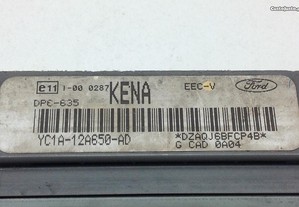 e11 1-00 0287 KENA EEC-V Ford
DPC-635
YC1A-12A650-AD *DZAQJ6BFCP4B*
G CAD 0A04